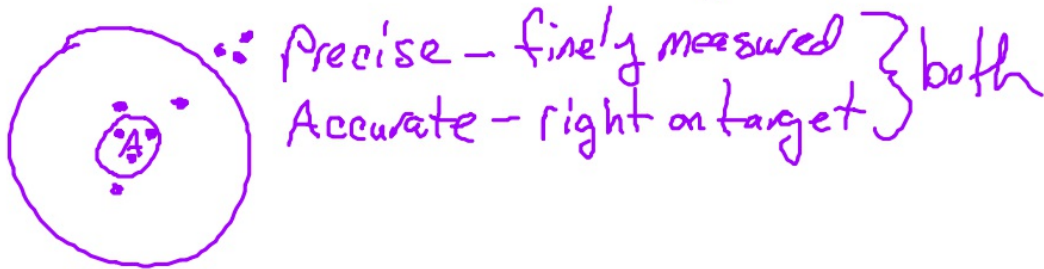 Precise – finely measured } both
Accurate – right on target
A